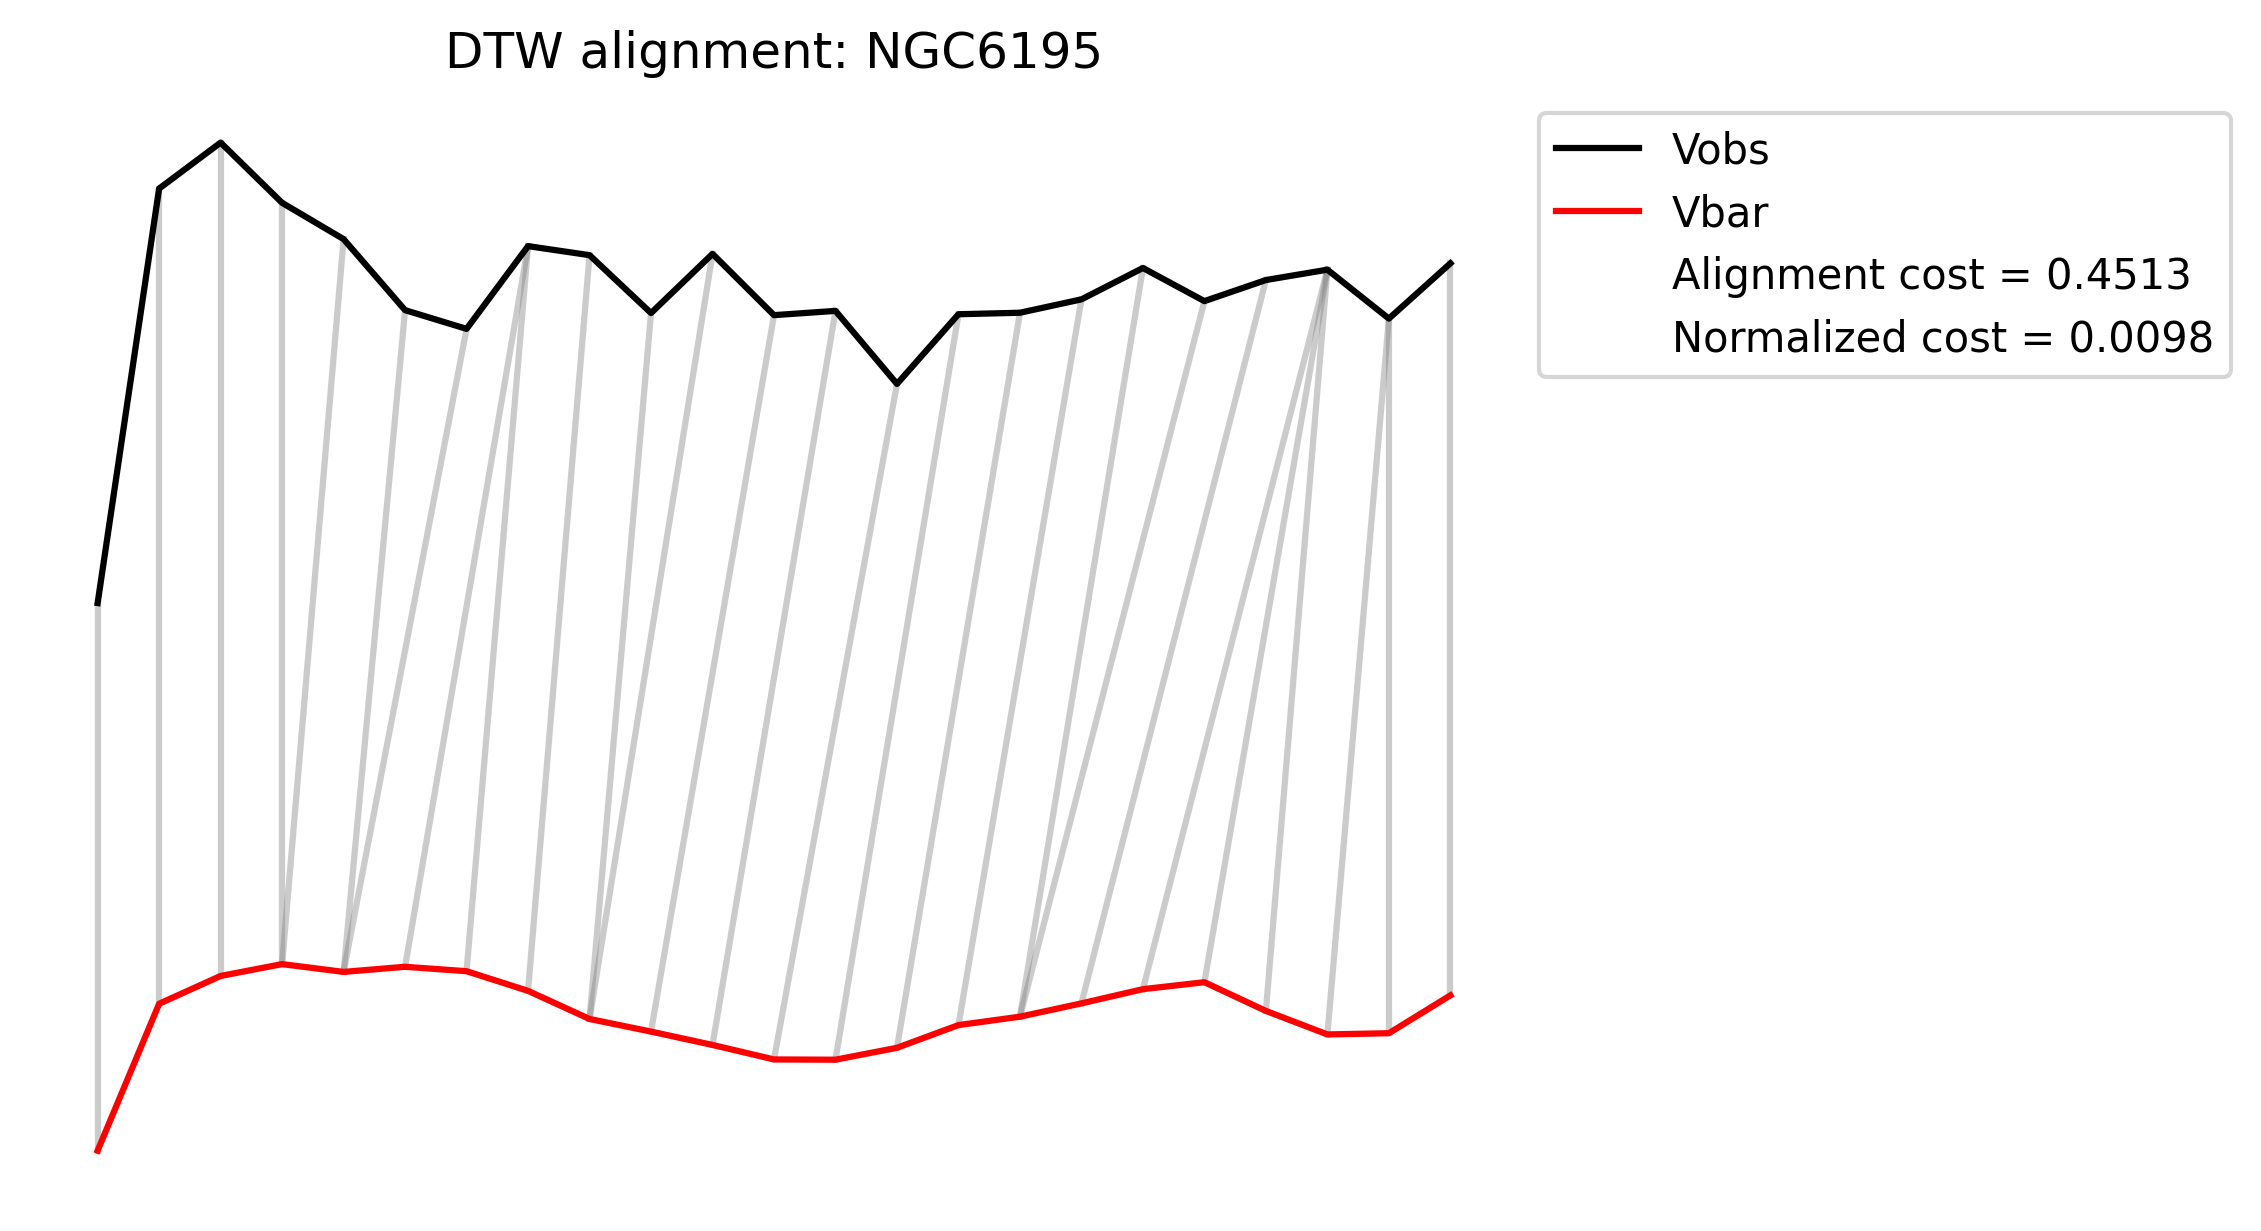 DTW alignment: NGC6195
Vobs
Vbar
Alignment cost = 0.4513
Normalized cost = 0.0098